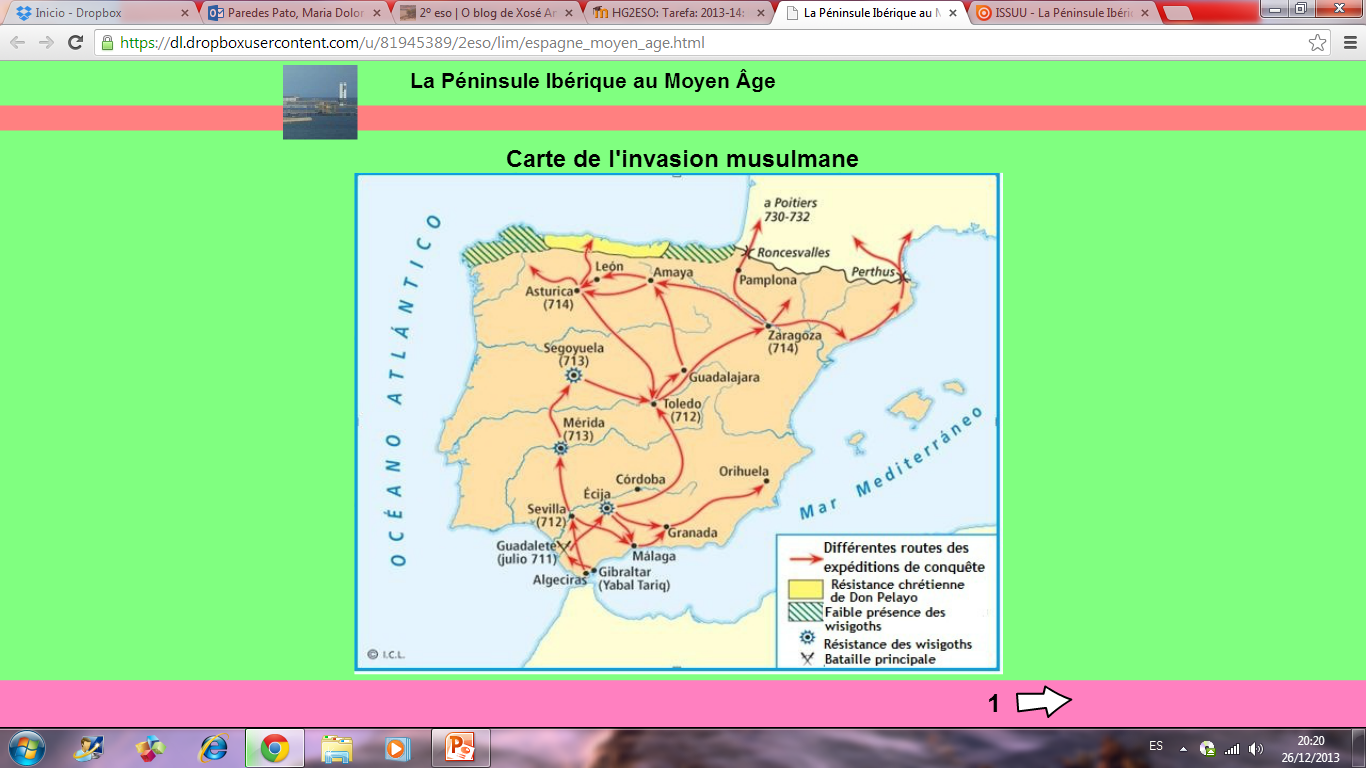 Inicio - Dropbox
Paredes Pato, Maria Dolor
2º eso | O blog de Xosé An
HG2ESO: Tarefa: 2013-14:
La Péninsule Ibérique au M
ISSUU - La Péninsule Ibéri
https://dl.dropboxusercontent.com/u/81945389/2eso/lim/espagne_moyen_age.html
La Péninsule Ibérique au Moyen Âge
Carte de l'invasion musulmane
a Poitiers
730-732
Roncesvalles
Perthus
Pamplona
León
Amaya
Asturica
(714)
Zaragoza
(714)
Segoyuela
(713)
Guadalajara
Toledo
(712)
Mérida
(713)
Orihuela
Córdoba
Écija
Sevilla
(712)
Granada
Guadalete
(julio 711)
Málaga
Algeciras
Gibraltar
(Yabal Tariq)
OCÉANO ATLÁNTICO
Mar Mediterráneo
Différentes routes des
expéditions de conquête
Résistance chrétienne
de Don Pelayo
Faible présence des
wisigoths
Résistance des wisigoths
Bataille principale
© I.C.L.
1
ES
20:20
26/12/2013